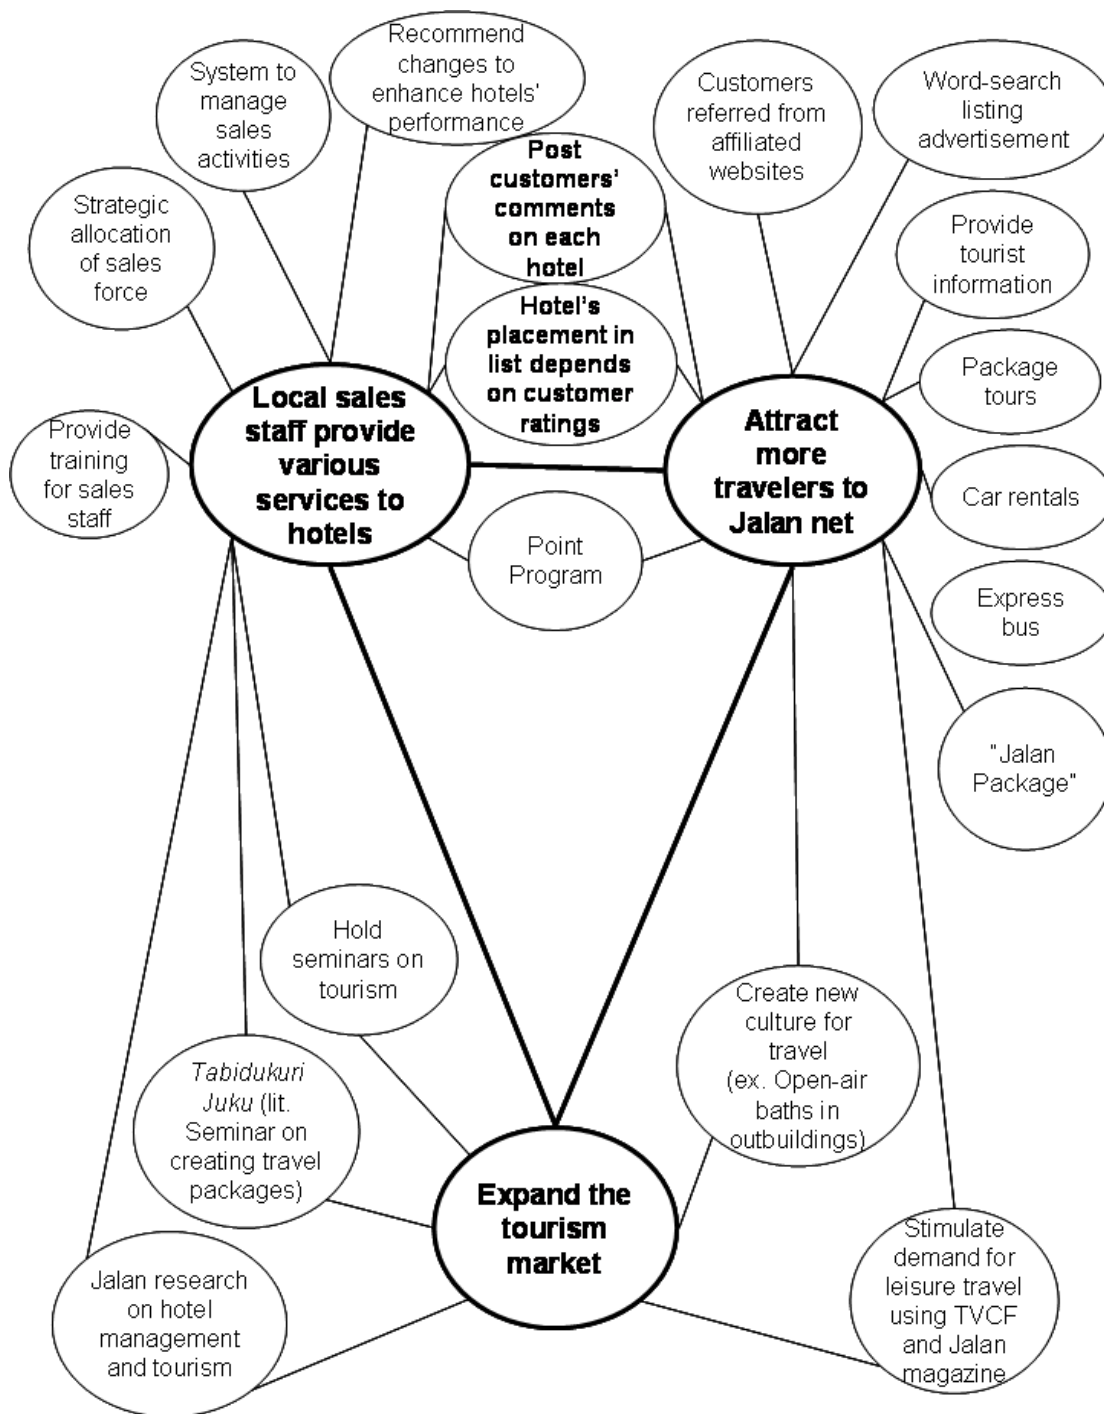 Recommend
changes to
enhance hotels'
performance
System to
manage
sales
activities
Customers
referred from
affiliated
websites
Word-search
listing
advertisement
Post
customers’
comments
on each
hotel
Strategic
allocation
of sales
force
Provide
tourist
information
Hotel’s
placement in
list depends
on customer
ratings
Package
tours
Local sales
staff provide
various
services to
hotels
Attract
more
travelers to
Jalan net
Provide
training
for sales
staff
Car rentals
Point
Program
Express
bus
"Jalan
Package"
Hold
seminars on
tourism
Create new
culture for
travel
(ex. Open-air
baths in
outbuildings)
Tabidukuri
Juku (lit.
Seminar on
creating travel
packages)
Expand the
tourism
market
Stimulate
demand for
leisure travel
using TVCF
and Jalan
magazine
Jalan research
on hotel
management
and tourism